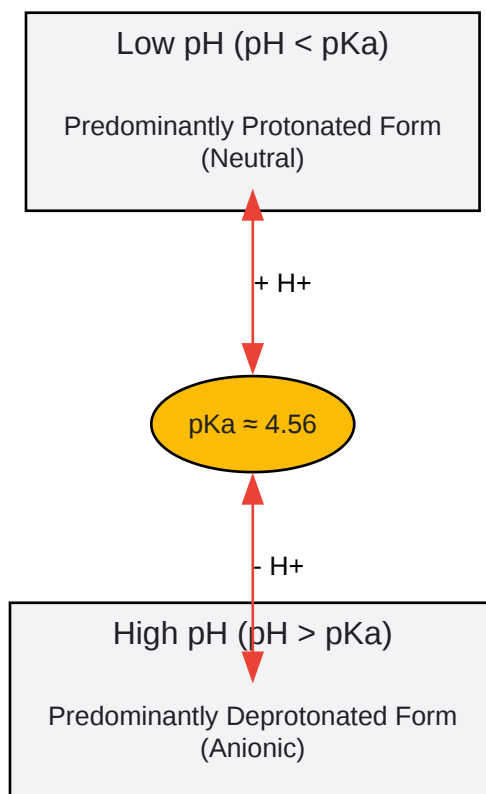 Low pH (pH < pKa)
Predominantly Protonated Form
(Neutral)
+ H+
pKa ≈ 4.56
- H+
High pH (pH > pKa)
Predominantly Deprotonated Form
(Anionic)